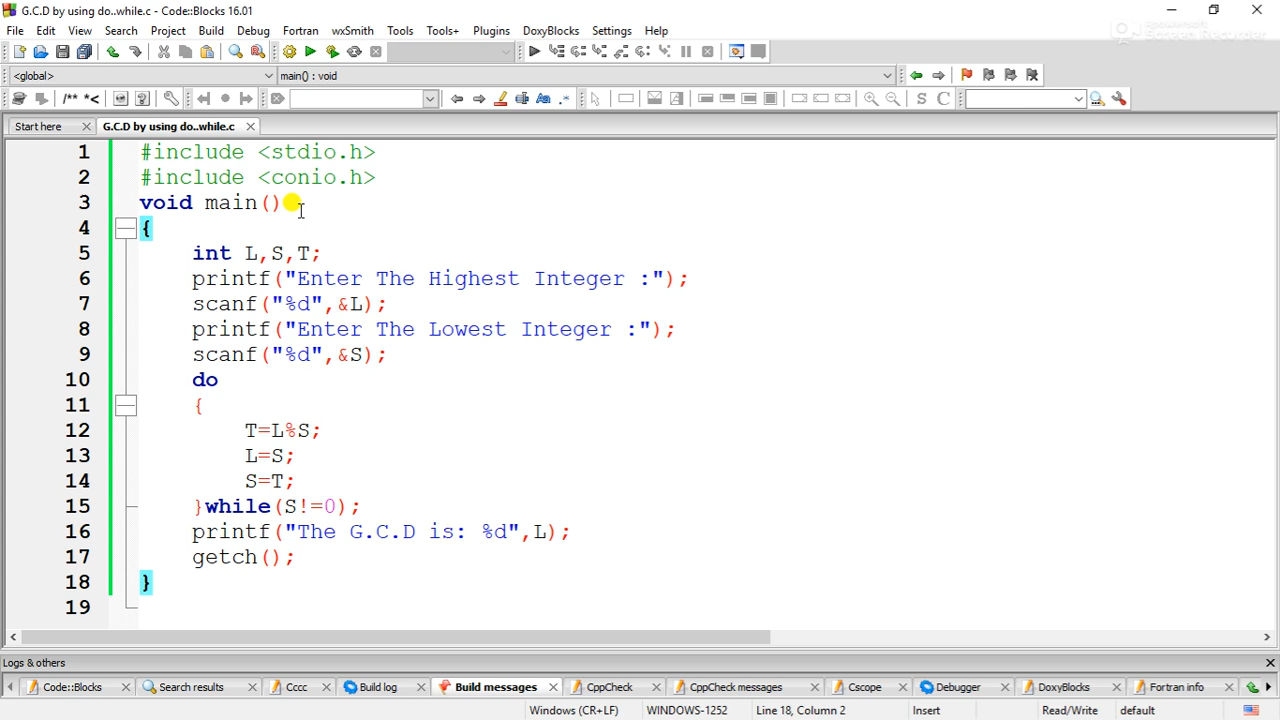 G.C.D by using do..while.c - Code::Blocks 16.01
File Edit View Search Project Build Debug Fortran wxSmith Tools Tools+ Plugins DoxyBlocks Settings Help
<global> main() : void
/** *<
S C
Start here G.C.D by using do..while.c
1 #include <stdio.h>
2 #include <conio.h>
3 void main()
4 {
5 int L,S,T;
6 printf("Enter The Highest Integer :");
7 scanf("%d",&L);
8 printf("Enter The Lowest Integer :");
9 scanf("%d",&S);
10 do
11 {
12 T=L%S;
13 L=S;
14 S=T;
15 }while(S!=0);
16 printf("The G.C.D is: %d",L);
17 getch();
18 }
19
Logs & others
Code::Blocks Search results Cccc Build log Build messages CppCheck CppCheck messages Cscope Debugger DoxyBlocks Fortran info
Windows (CR+LF) WINDOWS-1252 Line 18, Column 2 Insert Read/Write default